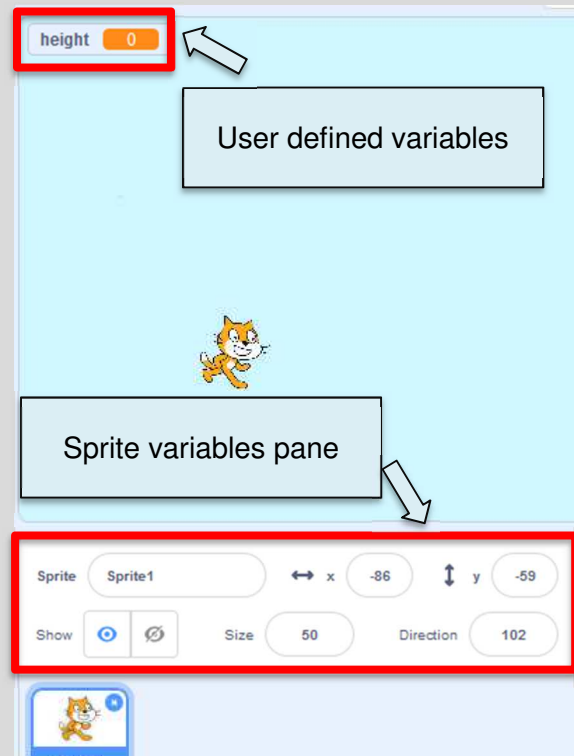 height 0
User defined variables
Sprite variables pane
Sprite Sprite1 x -86 y -59
Show Size 50 Direction 102